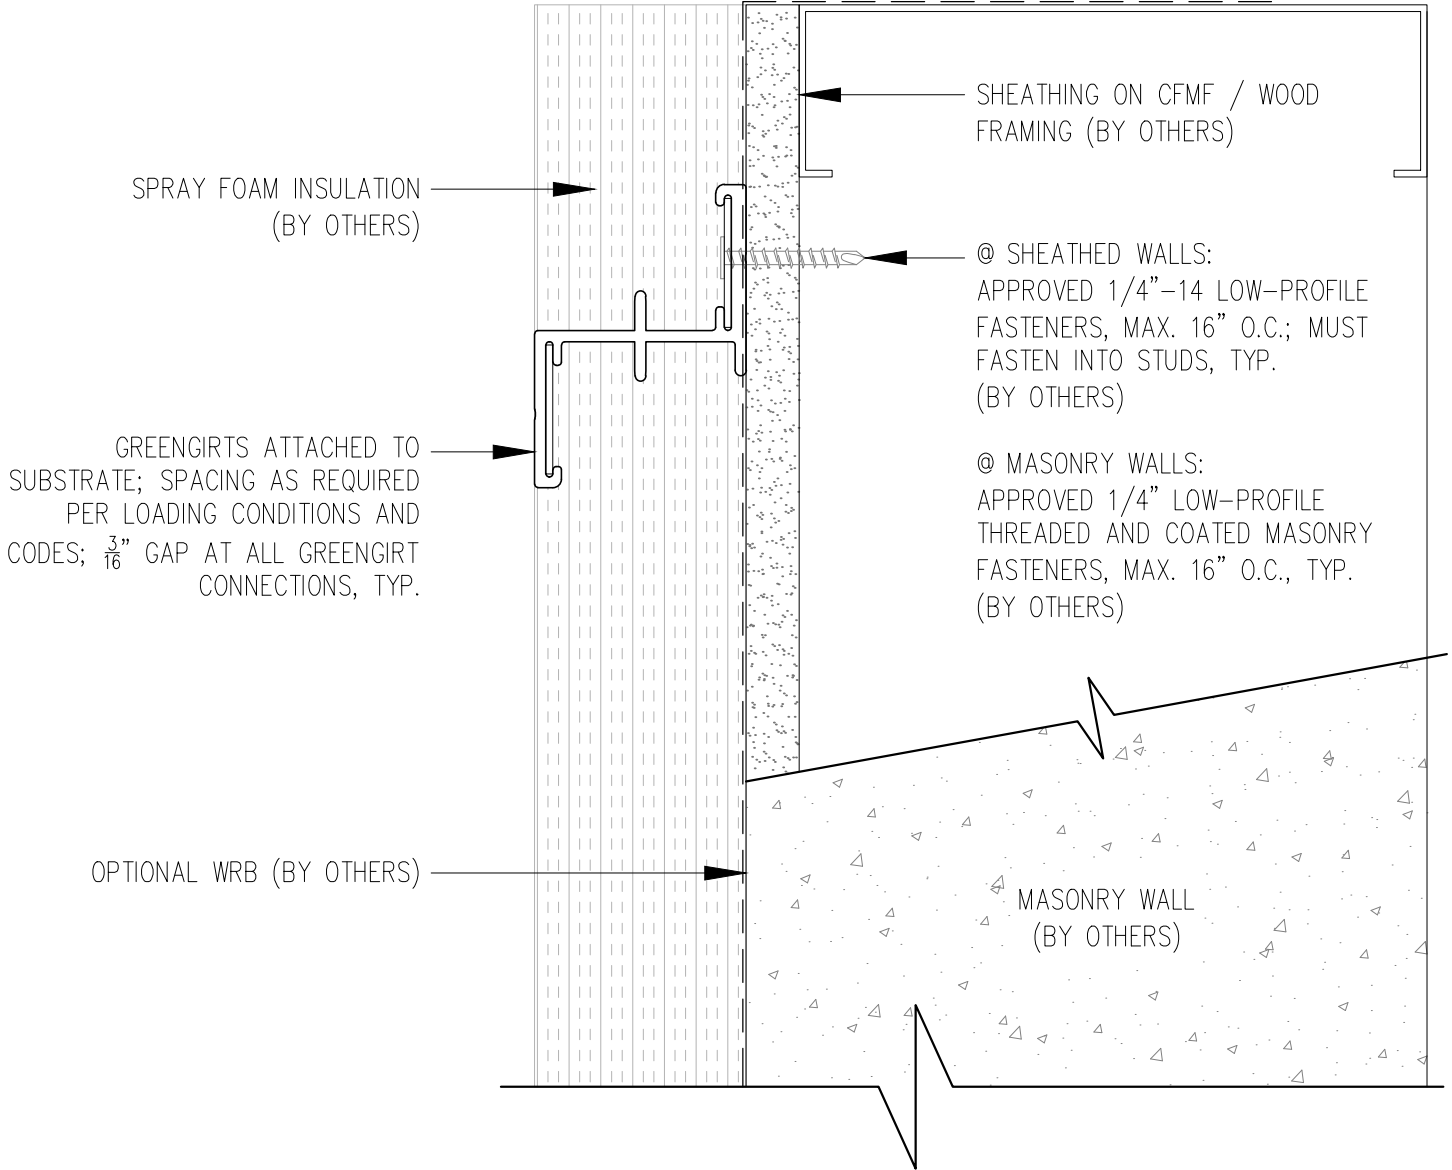 SHEATHING ON CFMF / WOOD
FRAMING (BY OTHERS)
SPRAY FOAM INSULATION
(BY OTHERS)
@ SHEATHED WALLS:
APPROVED 1/4”-14 LOW-PROFILE
FASTENERS, MAX. 16” O.C.; MUST
FASTEN INTO STUDS, TYP.
(BY OTHERS)
GREENGIRTS ATTACHED TO
SUBSTRATE; SPACING AS REQUIRED
PER LOADING CONDITIONS AND
CODES; 3/16” GAP AT ALL GREENGIRT
CONNECTIONS, TYP.
@ MASONRY WALLS:
APPROVED 1/4” LOW-PROFILE
THREADED AND COATED MASONRY
FASTENERS, MAX. 16” O.C., TYP.
(BY OTHERS)
OPTIONAL WRB (BY OTHERS)
MASONRY WALL
(BY OTHERS)